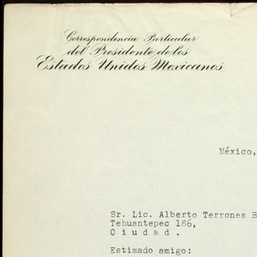 Correspondencia Particular
del Presidente de los
Estados Unidos Mexicanos
México,
Sr. Lic. Alberto Terrones B
Tehuantepec 186,
C i u d a d .
Estimado amigo: